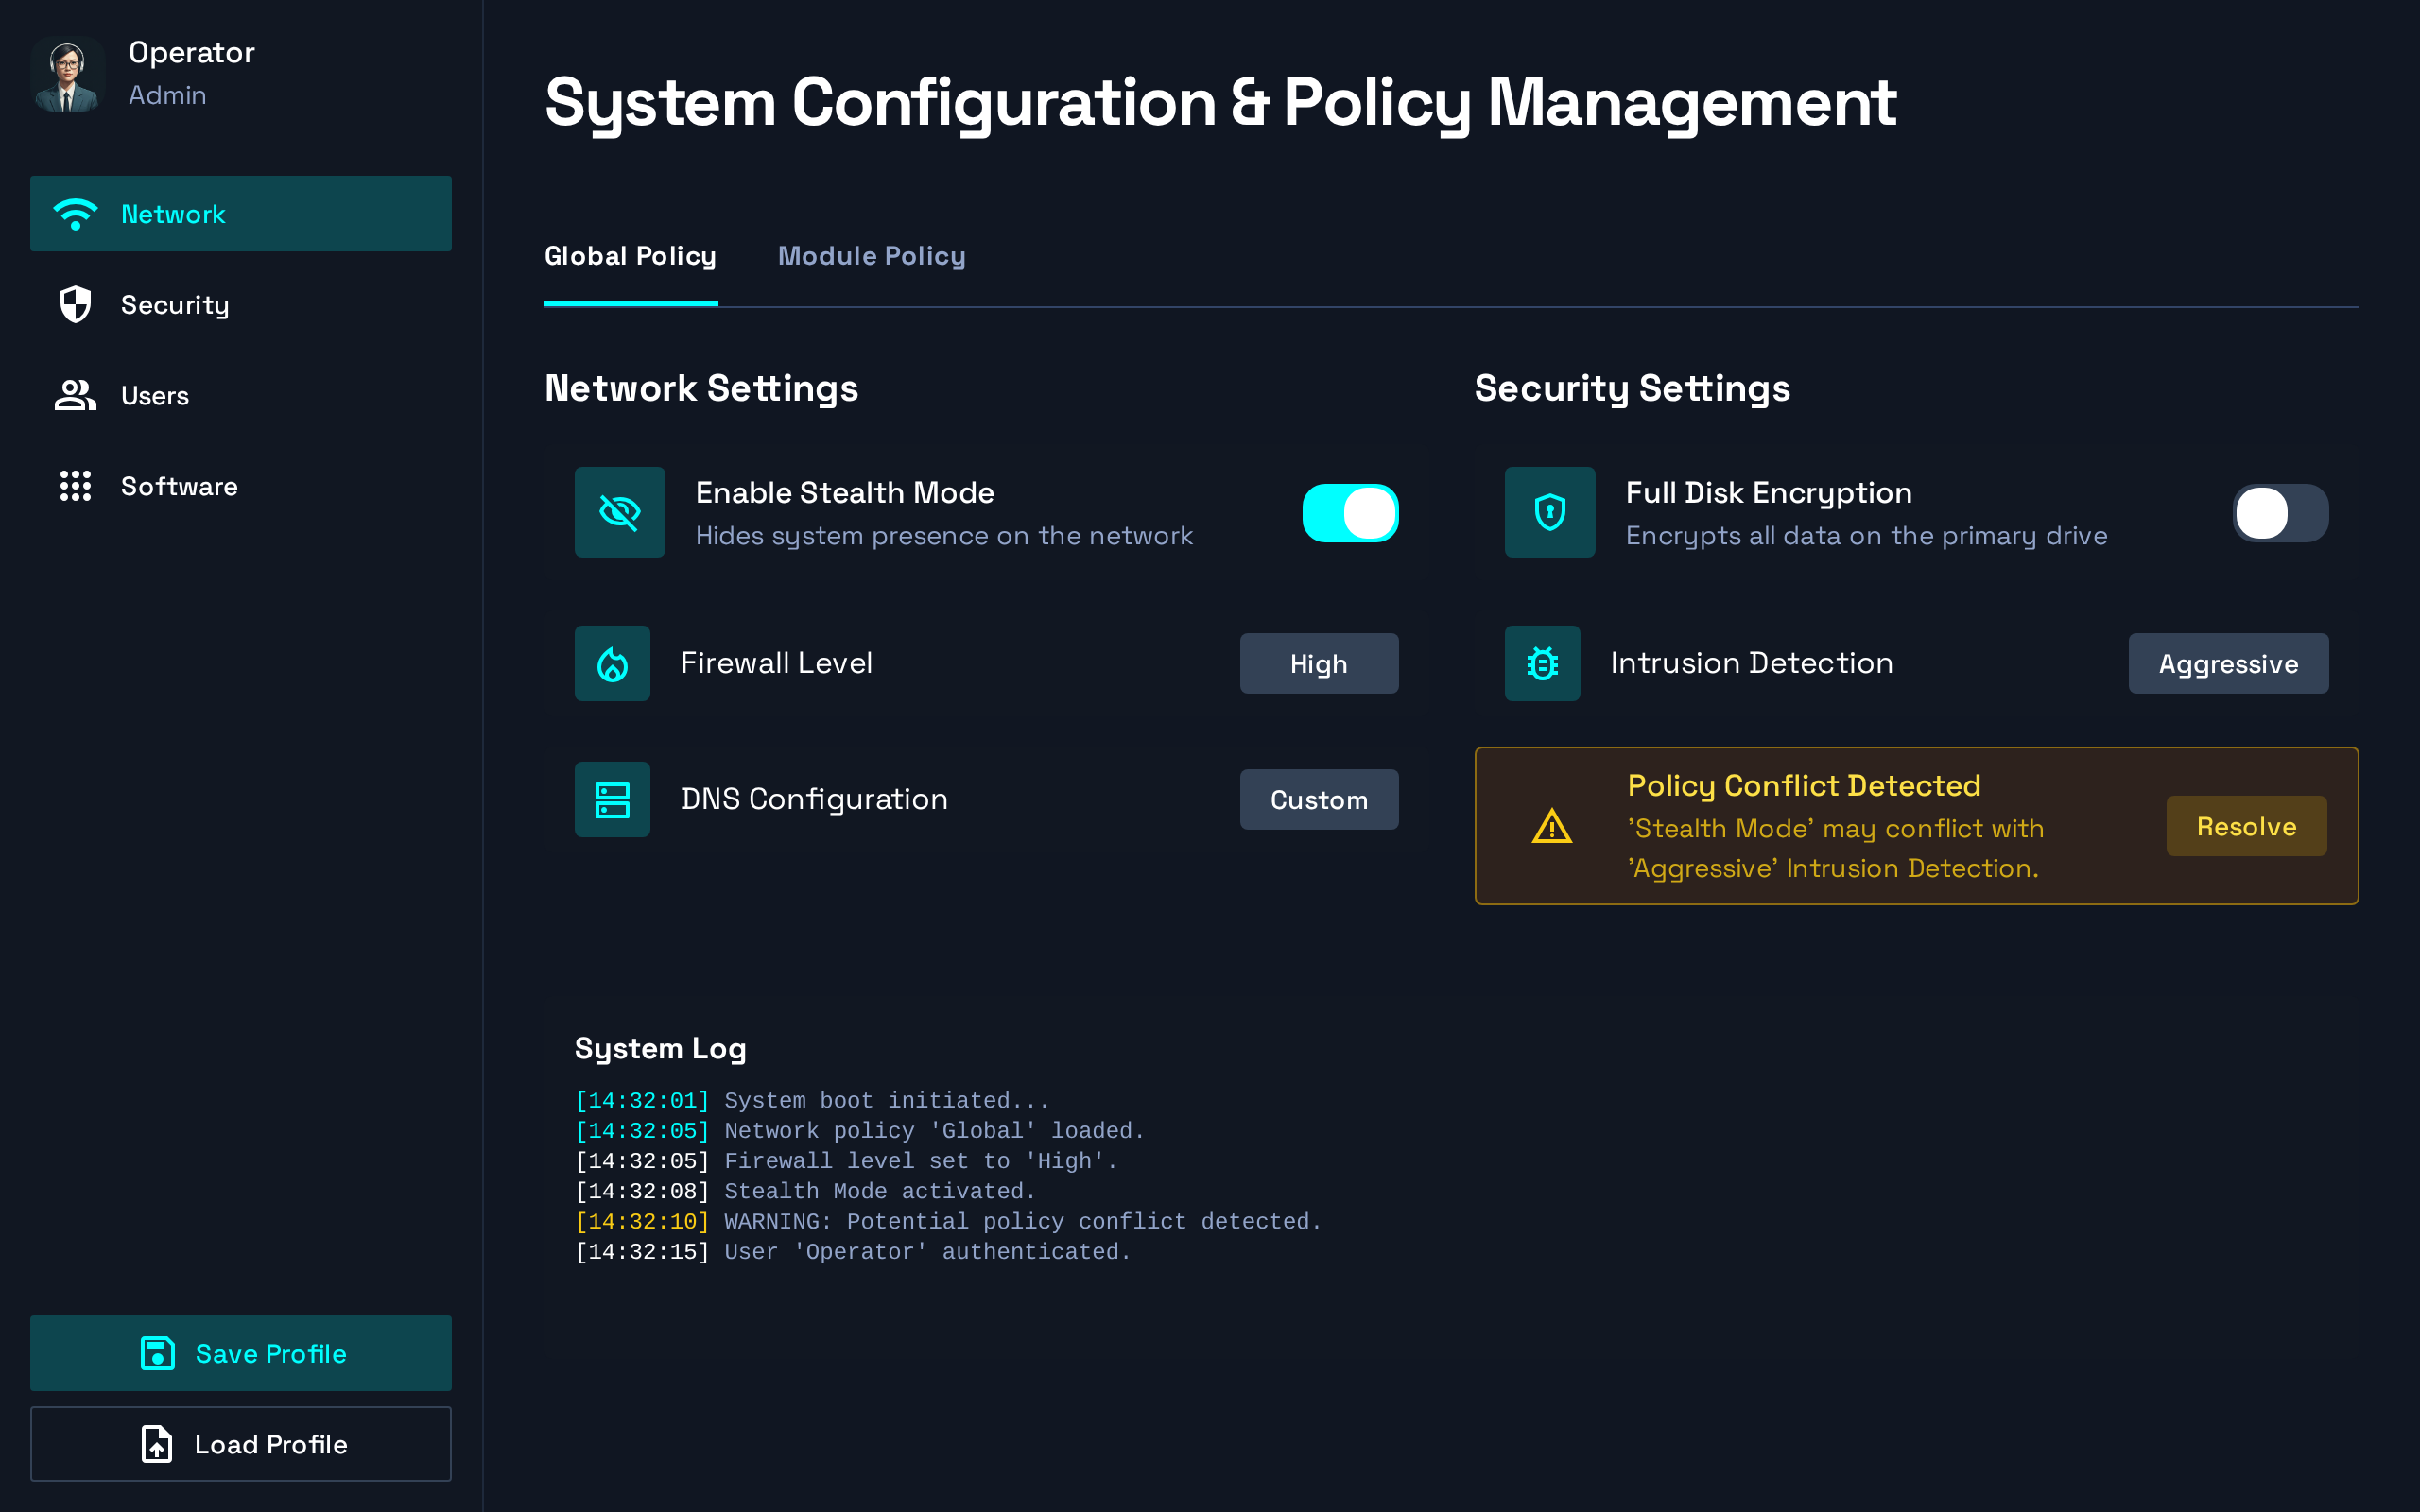 Operator
Admin
Network
Security
Users
Software
Save Profile
Load Profile
System Configuration & Policy Management
Global Policy
Module Policy
Network Settings
Enable Stealth Mode
Hides system presence on the network
Firewall Level
High
DNS Configuration
Custom
Security Settings
Full Disk Encryption
Encrypts all data on the primary drive
Intrusion Detection
Aggressive
Policy Conflict Detected
'Stealth Mode' may conflict with
'Aggressive' Intrusion Detection.
Resolve
System Log
[14:32:01] System boot initiated...
[14:32:05] Network policy 'Global' loaded.
[14:32:05] Firewall level set to 'High'.
[14:32:08] Stealth Mode activated.
[14:32:10] WARNING: Potential policy conflict detected.
[14:32:15] User 'Operator' authenticated.